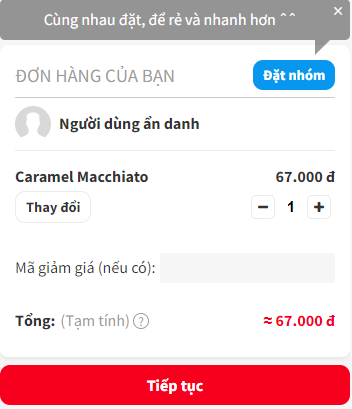 Cùng nhau đặt, để rẻ và nhanh hơn ^^
×
ĐƠN HÀNG CỦA BẠN
Đặt nhóm
Người dùng ẩn danh
Caramel Macchiato 67.000 đ
Thay đổi − 1 +
Mã giảm giá (nếu có):
Tổng: (Tạm tính) ? ≈ 67.000 đ
Tiếp tục